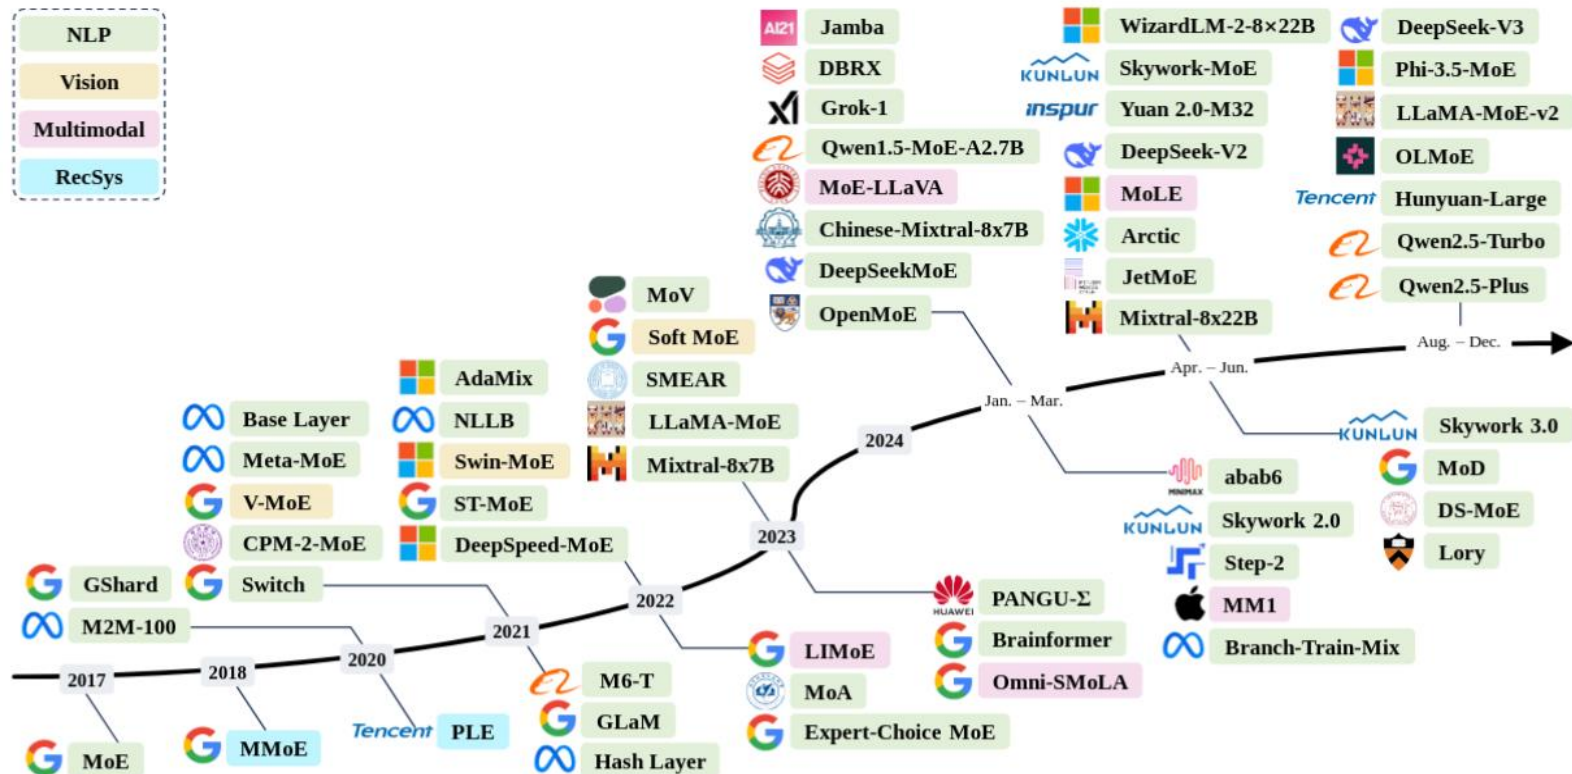 NLP
Vision
Multimodal
RecSys
AI21
Jamba
DBRX
Grok-1
Qwen1.5-MoE-A2.7B
MoE-LLaVA
Chinese-Mixtral-8x7B
DeepSeekMoE
OpenMoE
WizardLM-2-8×22B
KUNLUN
Skywork-MoE
inspur
Yuan 2.0-M32
DeepSeek-V2
MoLE
Arctic
JetMoE
Mixtral-8x22B
DeepSeek-V3
Phi-3.5-MoE
LLaMA-MoE-v2
OLMoE
Tencent
Hunyuan-Large
Qwen2.5-Turbo
Qwen2.5-Plus
MoV
Soft MoE
SMEAR
LLaMA-MoE
Mixtral-8x7B
AdaMix
NLLB
Swin-MoE
ST-MoE
DeepSpeed-MoE
Base Layer
Meta-MoE
V-MoE
CPM-2-MoE
Switch
GShard
M2M-100
2017
2018
2020
2021
2022
2023
2024
Jan. – Mar.
Apr. – Jun.
Aug. – Dec.
MoE
MMoE
Tencent
PLE
M6-T
GLaM
Hash Layer
LIMoE
MoA
Expert-Choice MoE
HUAWEI
PANGU-Σ
Brainformer
Omni-SMoLA
MINIMAX
abab6
KUNLUN
Skywork 2.0
Step-2
MM1
Branch-Train-Mix
KUNLUN
Skywork 3.0
MoD
DS-MoE
Lory